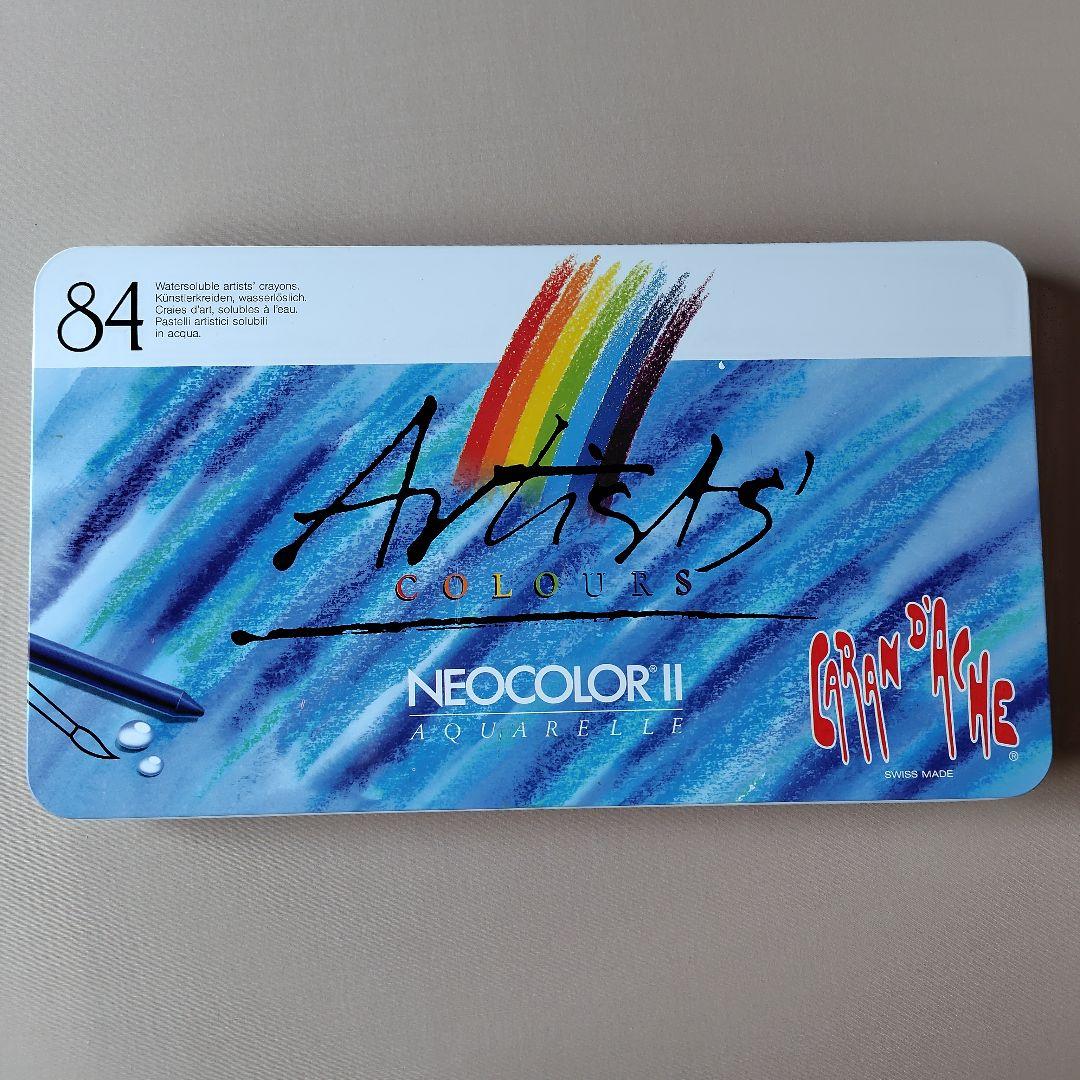 84
Watersoluble artists' crayons.
Künstlerkreiden, wasserlöslich.
Craies d'art, solubles à l'eau.
Pastelli artistici solubili
in acqua.
Artists'
COLOURS
NEOCOLOR® II
AQUARELLE
CARAN D'ACHE
®
SWISS MADE